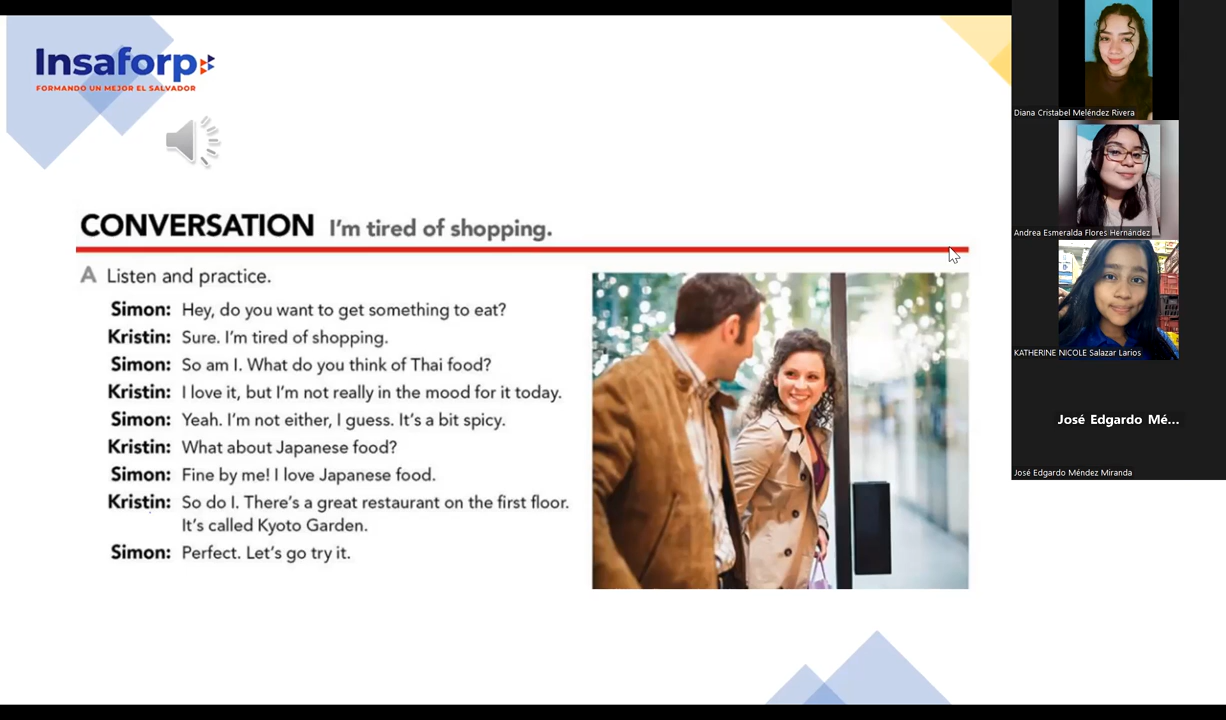 Insaforp
FORMANDO UN MEJOR EL SALVADOR
CONVERSATION I'm tired of shopping.
A Listen and practice.
Simon: Hey, do you want to get something to eat?
Kristin: Sure. I'm tired of shopping.
Simon: So am I. What do you think of Thai food?
Kristin: I love it, but I'm not really in the mood for it today.
Simon: Yeah. I'm not either, I guess. It's a bit spicy.
Kristin: What about Japanese food?
Simon: Fine by me! I love Japanese food.
Kristin: So do I. There's a great restaurant on the first floor.
It's called Kyoto Garden.
Simon: Perfect. Let's go try it.
Diana Cristabel Meléndez Rivera
Andrea Esmeralda Flores Hernández
KATHERINE NICOLE Salazar Larios
José Edgardo Mé...
José Edgardo Méndez Miranda